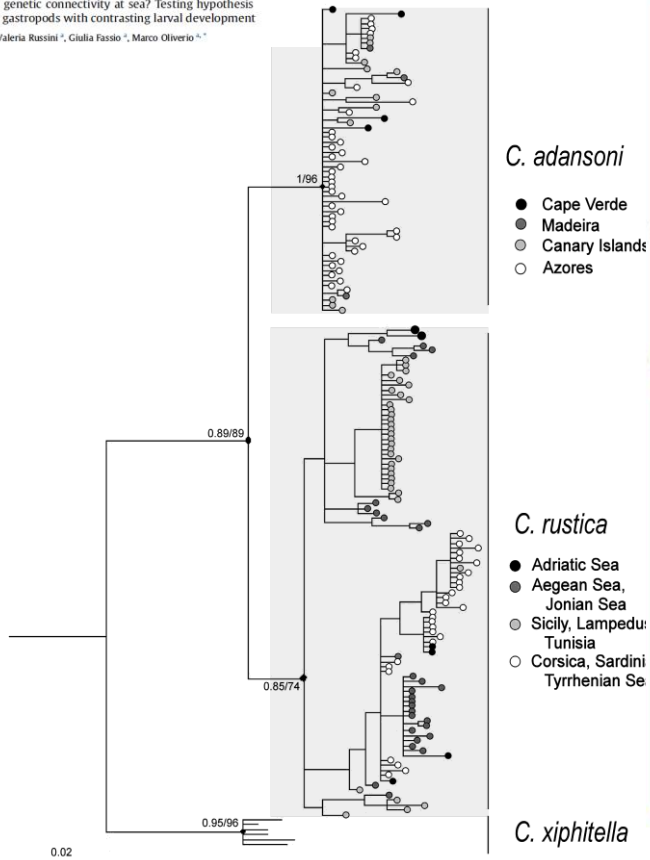 genetic connectivity at sea? Testing hypothesis
gastropods with contrasting larval development
Valeria Russini ª, Giulia Fassio ª, Marco Oliverio ª, *
1/96
C. adansoni
Cape Verde
Madeira
Canary Islands
Azores
0.89/89
C. rustica
Adriatic Sea
Aegean Sea,
Jonian Sea
Sicily, Lampedu
Tunisia
Corsica, Sardini
Tyrrhenian Se
0.85/74
0.95/96
C. xiphitella
0.02